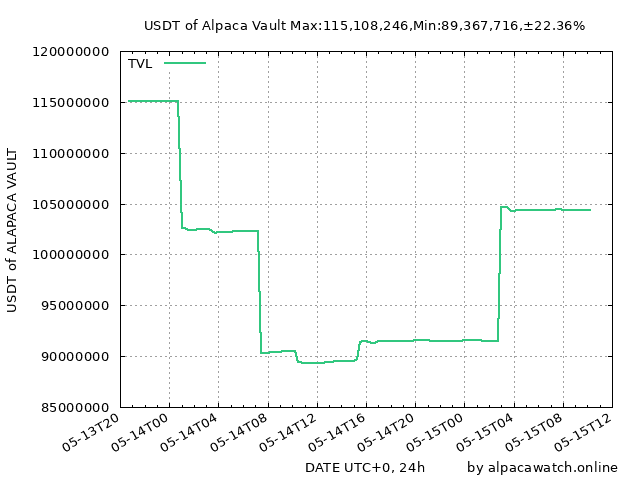 USDT of Alpaca Vault Max:115,108,246,Min:89,367,716,±22.36%
TVL
120000000
115000000
110000000
105000000
100000000
95000000
90000000
85000000
USDT of ALAPACA VAULT
05-13T20
05-14T00
05-14T04
05-14T08
05-14T12
05-14T16
05-14T20
05-15T00
05-15T04
05-15T08
05-15T12
DATE UTC+0, 24h
by alpacawatch.online